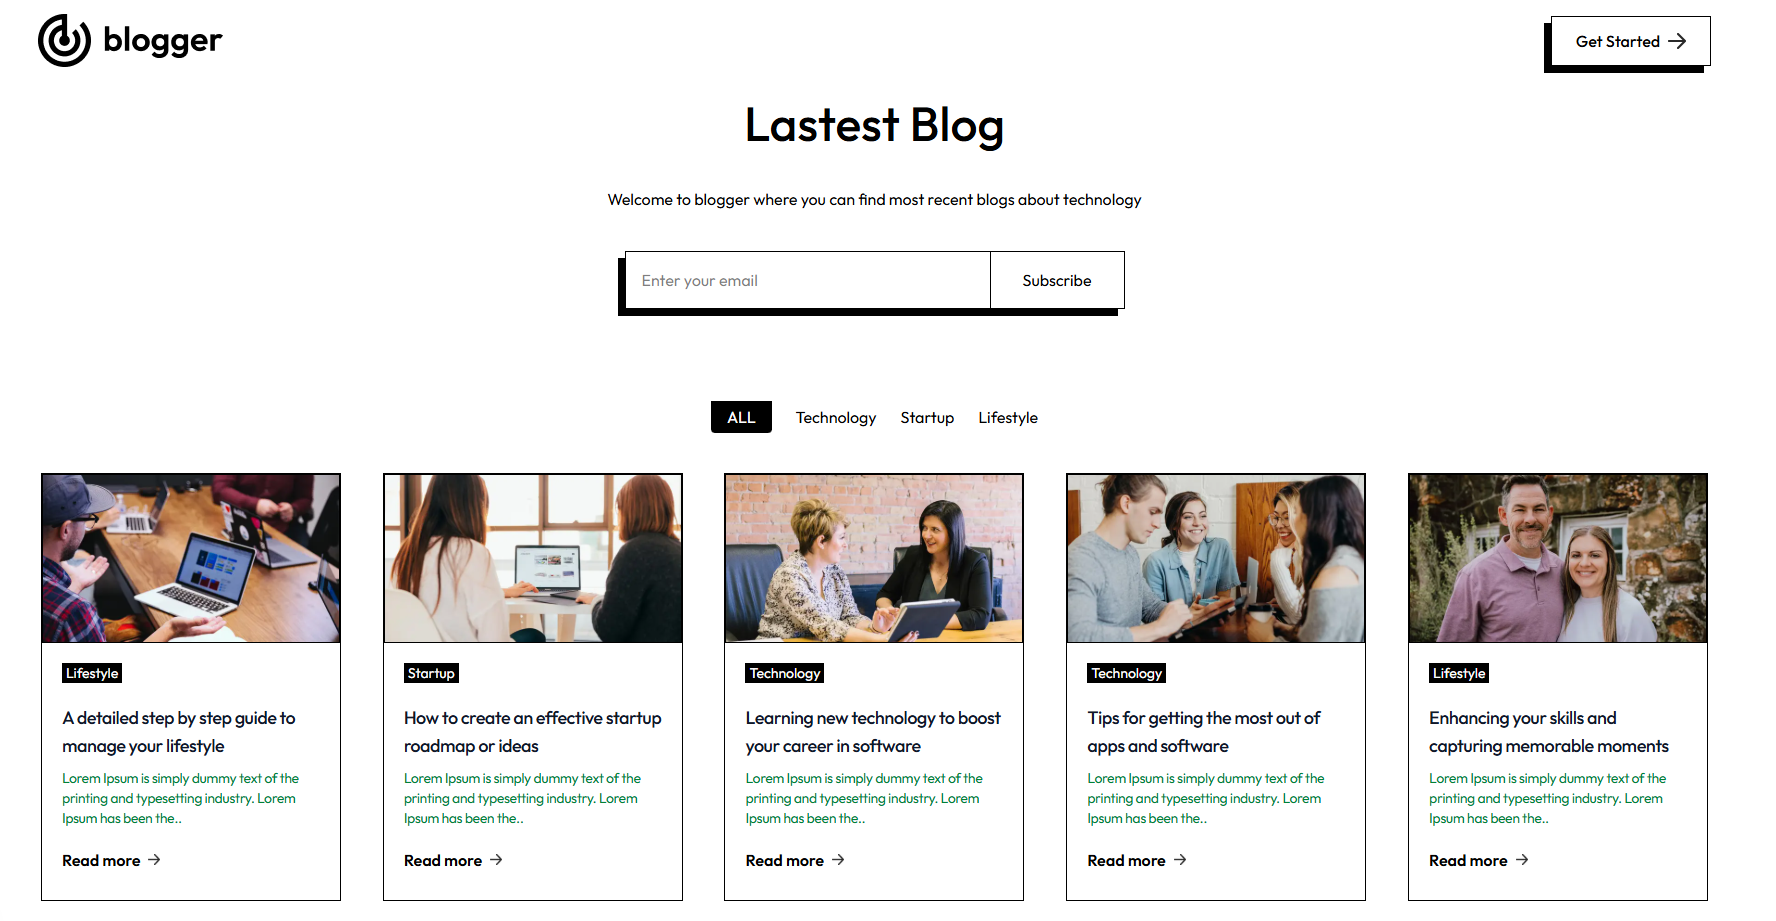 blogger
Get Started
Lastest Blog
Welcome to blogger where you can find most recent blogs about technology
Enter your email
Subscribe
ALL
Technology
Startup
Lifestyle
Lifestyle
A detailed step by step guide to
manage your lifestyle
Lorem Ipsum is simply dummy text of the
printing and typesetting industry. Lorem
Ipsum has been the..
Read more
Startup
How to create an effective startup
roadmap or ideas
Lorem Ipsum is simply dummy text of the
printing and typesetting industry. Lorem
Ipsum has been the..
Read more
Technology
Learning new technology to boost
your career in software
Lorem Ipsum is simply dummy text of the
printing and typesetting industry. Lorem
Ipsum has been the..
Read more
Technology
Tips for getting the most out of
apps and software
Lorem Ipsum is simply dummy text of the
printing and typesetting industry. Lorem
Ipsum has been the..
Read more
Lifestyle
Enhancing your skills and
capturing memorable moments
Lorem Ipsum is simply dummy text of the
printing and typesetting industry. Lorem
Ipsum has been the..
Read more